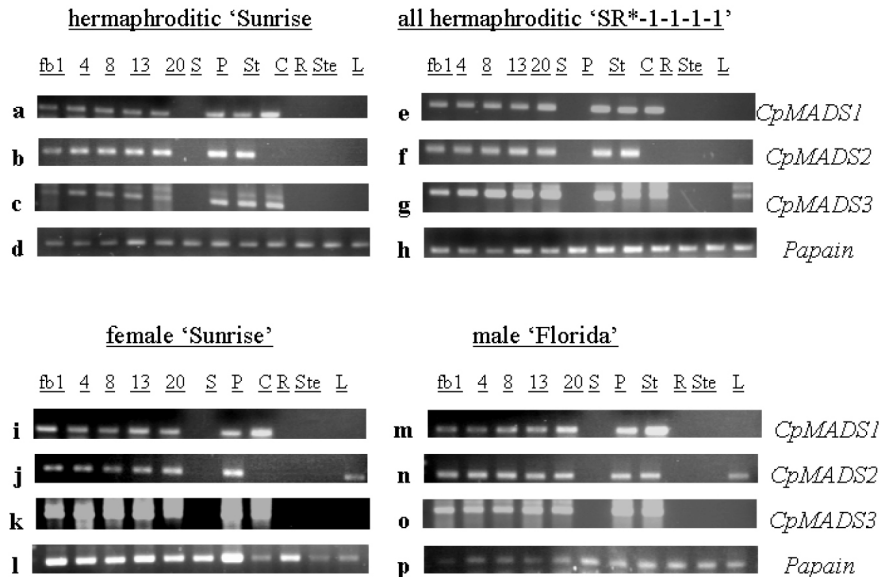 hermaphroditic ‘Sunrise
all hermaphroditic ‘SR*-1-1-1-1’
fb1 4 8 13 20 S P St C R Ste L
fb1 4 8 13 20 S P St C R Ste L
a
e
CpMADS1
b
f
CpMADS2
c
g
CpMADS3
d
h
Papain
female ‘Sunrise’
male ‘Florida’
fb1 4 8 13 20 S P C R Ste L
fb1 4 8 13 20 S P St R Ste L
i
m
CpMADS1
j
n
CpMADS2
k
o
CpMADS3
l
p
Papain